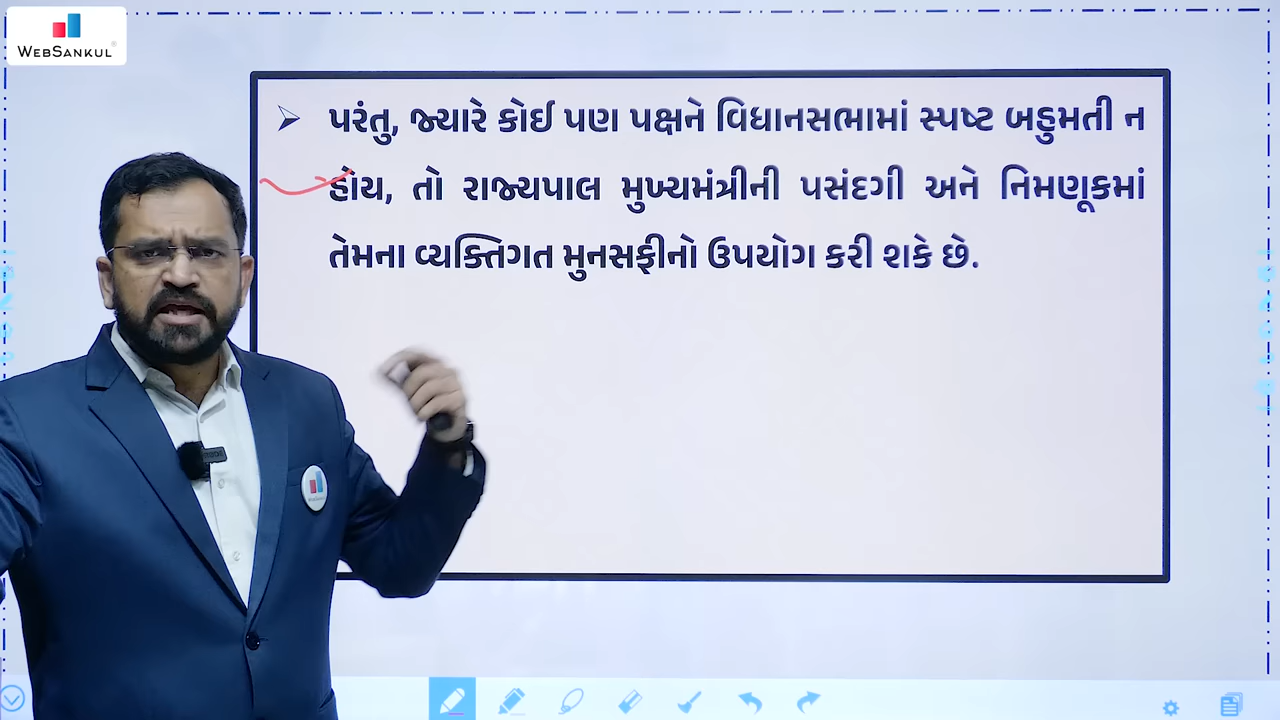 WEBSANKUL
પરંતુ, જ્યારે કોઈ પણ પક્ષને વિધાનસભામાં સ્પષ્ટ બહુમતી ન
હોય, તો રાજ્યપાલ મુખ્યમંત્રીની પસંદગી અને નિમણૂકમાં
તેમના વ્યક્તિગત મુનસફીનો ઉપયોગ કરી શકે છે.
WEBSANKUL